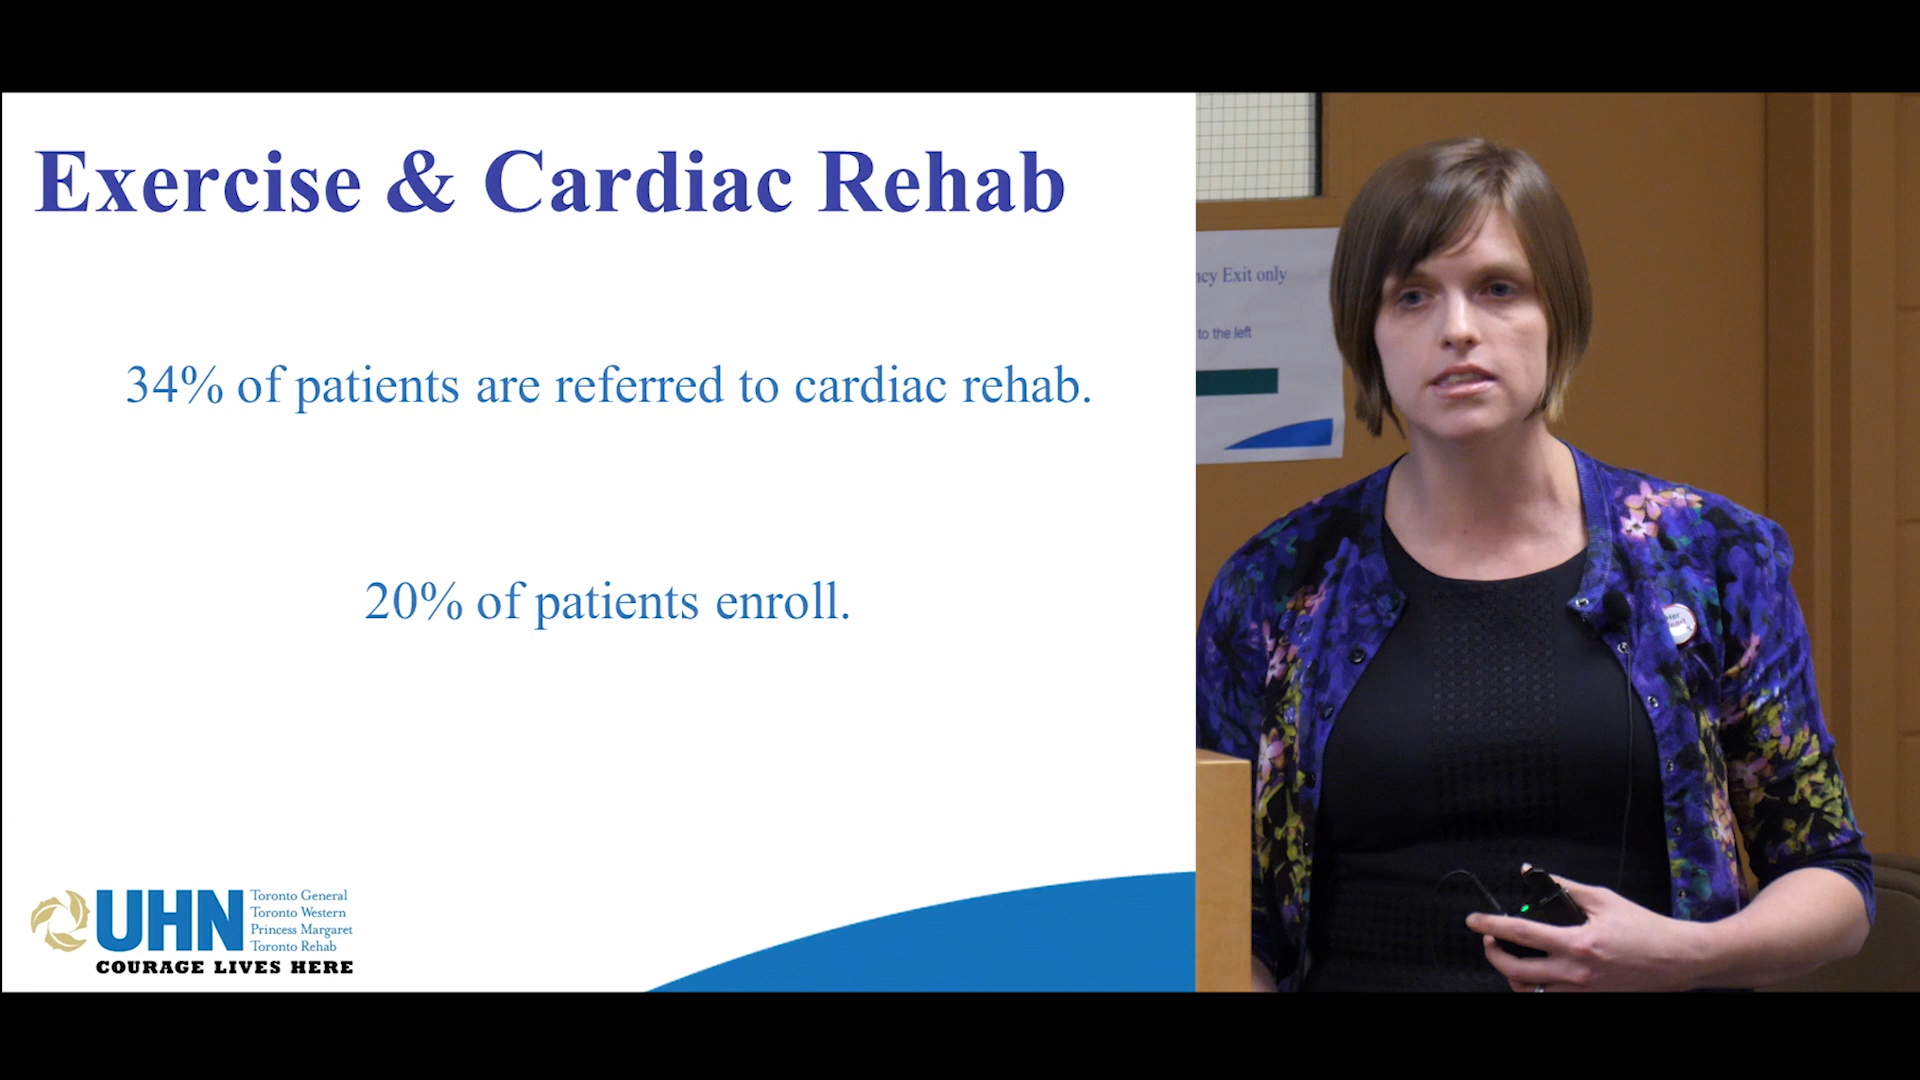 Exercise & Cardiac Rehab
34% of patients are referred to cardiac rehab.
20% of patients enroll.
UHN
Toronto General
Toronto Western
Princess Margaret
Toronto Rehab
COURAGE LIVES HERE
Exit only
to the left
Her